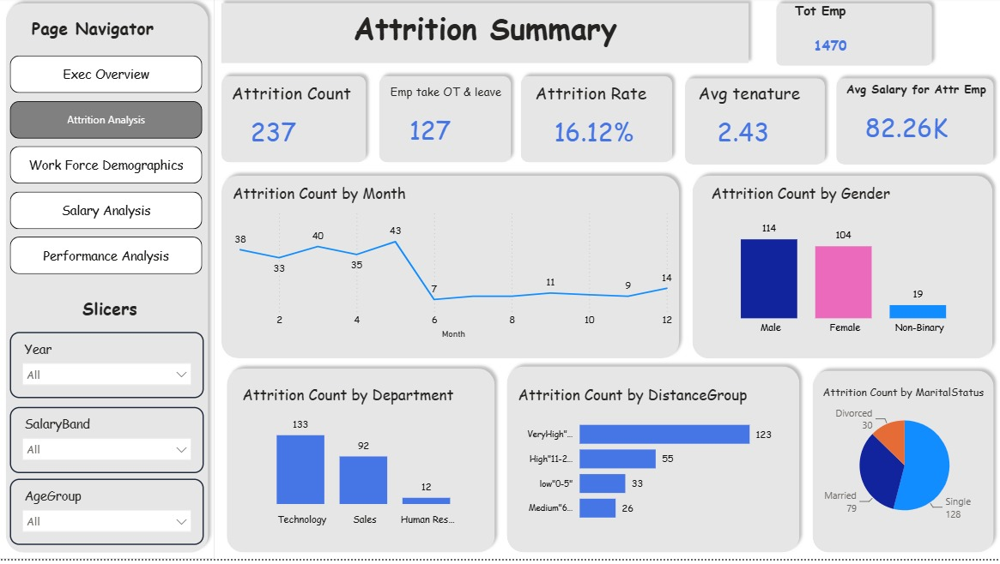 Page Navigator
Exec Overview
Attrition Analysis
Work Force Demographics
Salary Analysis
Performance Analysis
Slicers
Year
All
SalaryBand
All
AgeGroup
All
Attrition Summary
Tot Emp
1470
Attrition Count
237
Emp take OT & leave
127
Attrition Rate
16.12%
Avg tenature
2.43
Avg Salary for Attr Emp
82.26K
Attrition Count by Month
38
33
40
35
43
7
11
9
14
2 4 6 8 10 12
Month
Attrition Count by Gender
114
104
19
Male Female Non-Binary
Attrition Count by Department
133
92
12
Technology Sales Human Res...
Attrition Count by DistanceGroup
VeryHigh"... 123
High"11-2... 55
low"0-5" 33
Medium"6... 26
Attrition Count by MaritalStatus
Divorced
30
Married
79
Single
128